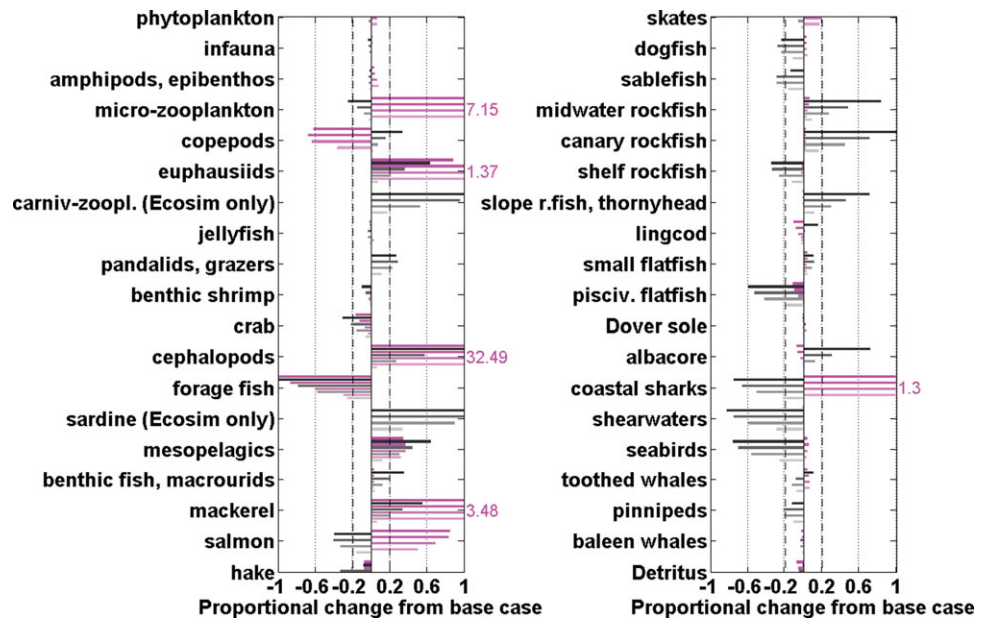 phytoplankton
infauna
amphipods, epibenthos
micro-zooplankton
7.15
copepods
euphausiids
1.37
carniv-zoopl. (Ecosim only)
jellyfish
pandalids, grazers
benthic shrimp
crab
cephalopods
32.49
forage fish
sardine (Ecosim only)
mesopelagics
benthic fish, macrourids
mackerel
3.48
salmon
hake
-1 -0.6 -0.2 0.2 0.6 1
Proportional change from base case
skates
dogfish
sablefish
midwater rockfish
canary rockfish
shelf rockfish
slope r.fish, thornyhead
lingcod
small flatfish
pisciv. flatfish
Dover sole
albacore
coastal sharks
1.3
shearwaters
seabirds
toothed whales
pinnipeds
baleen whales
Detritus
-1 -0.6 -0.2 0.2 0.6 1
Proportional change from base case